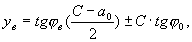 y_e = tgφ_e(\frac{C - a_0}{2}) ± C · tgφ_0,